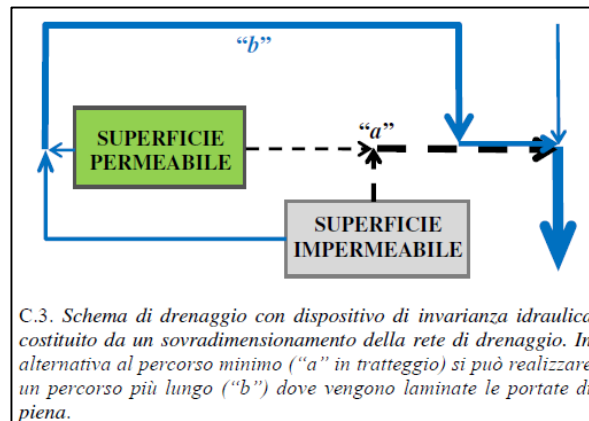 “b”
SUPERFICIE
PERMEABILE
“a”
SUPERFICIE
IMPERMEABILE
C.3. Schema di drenaggio con dispositivo di invarianza idraulica
costituito da un sovradimensionamento della rete di drenaggio. In
alternativa al percorso minimo (“a” in tratteggio) si può realizzare
un percorso più lungo (“b”) dove vengono laminate le portate di
piena.